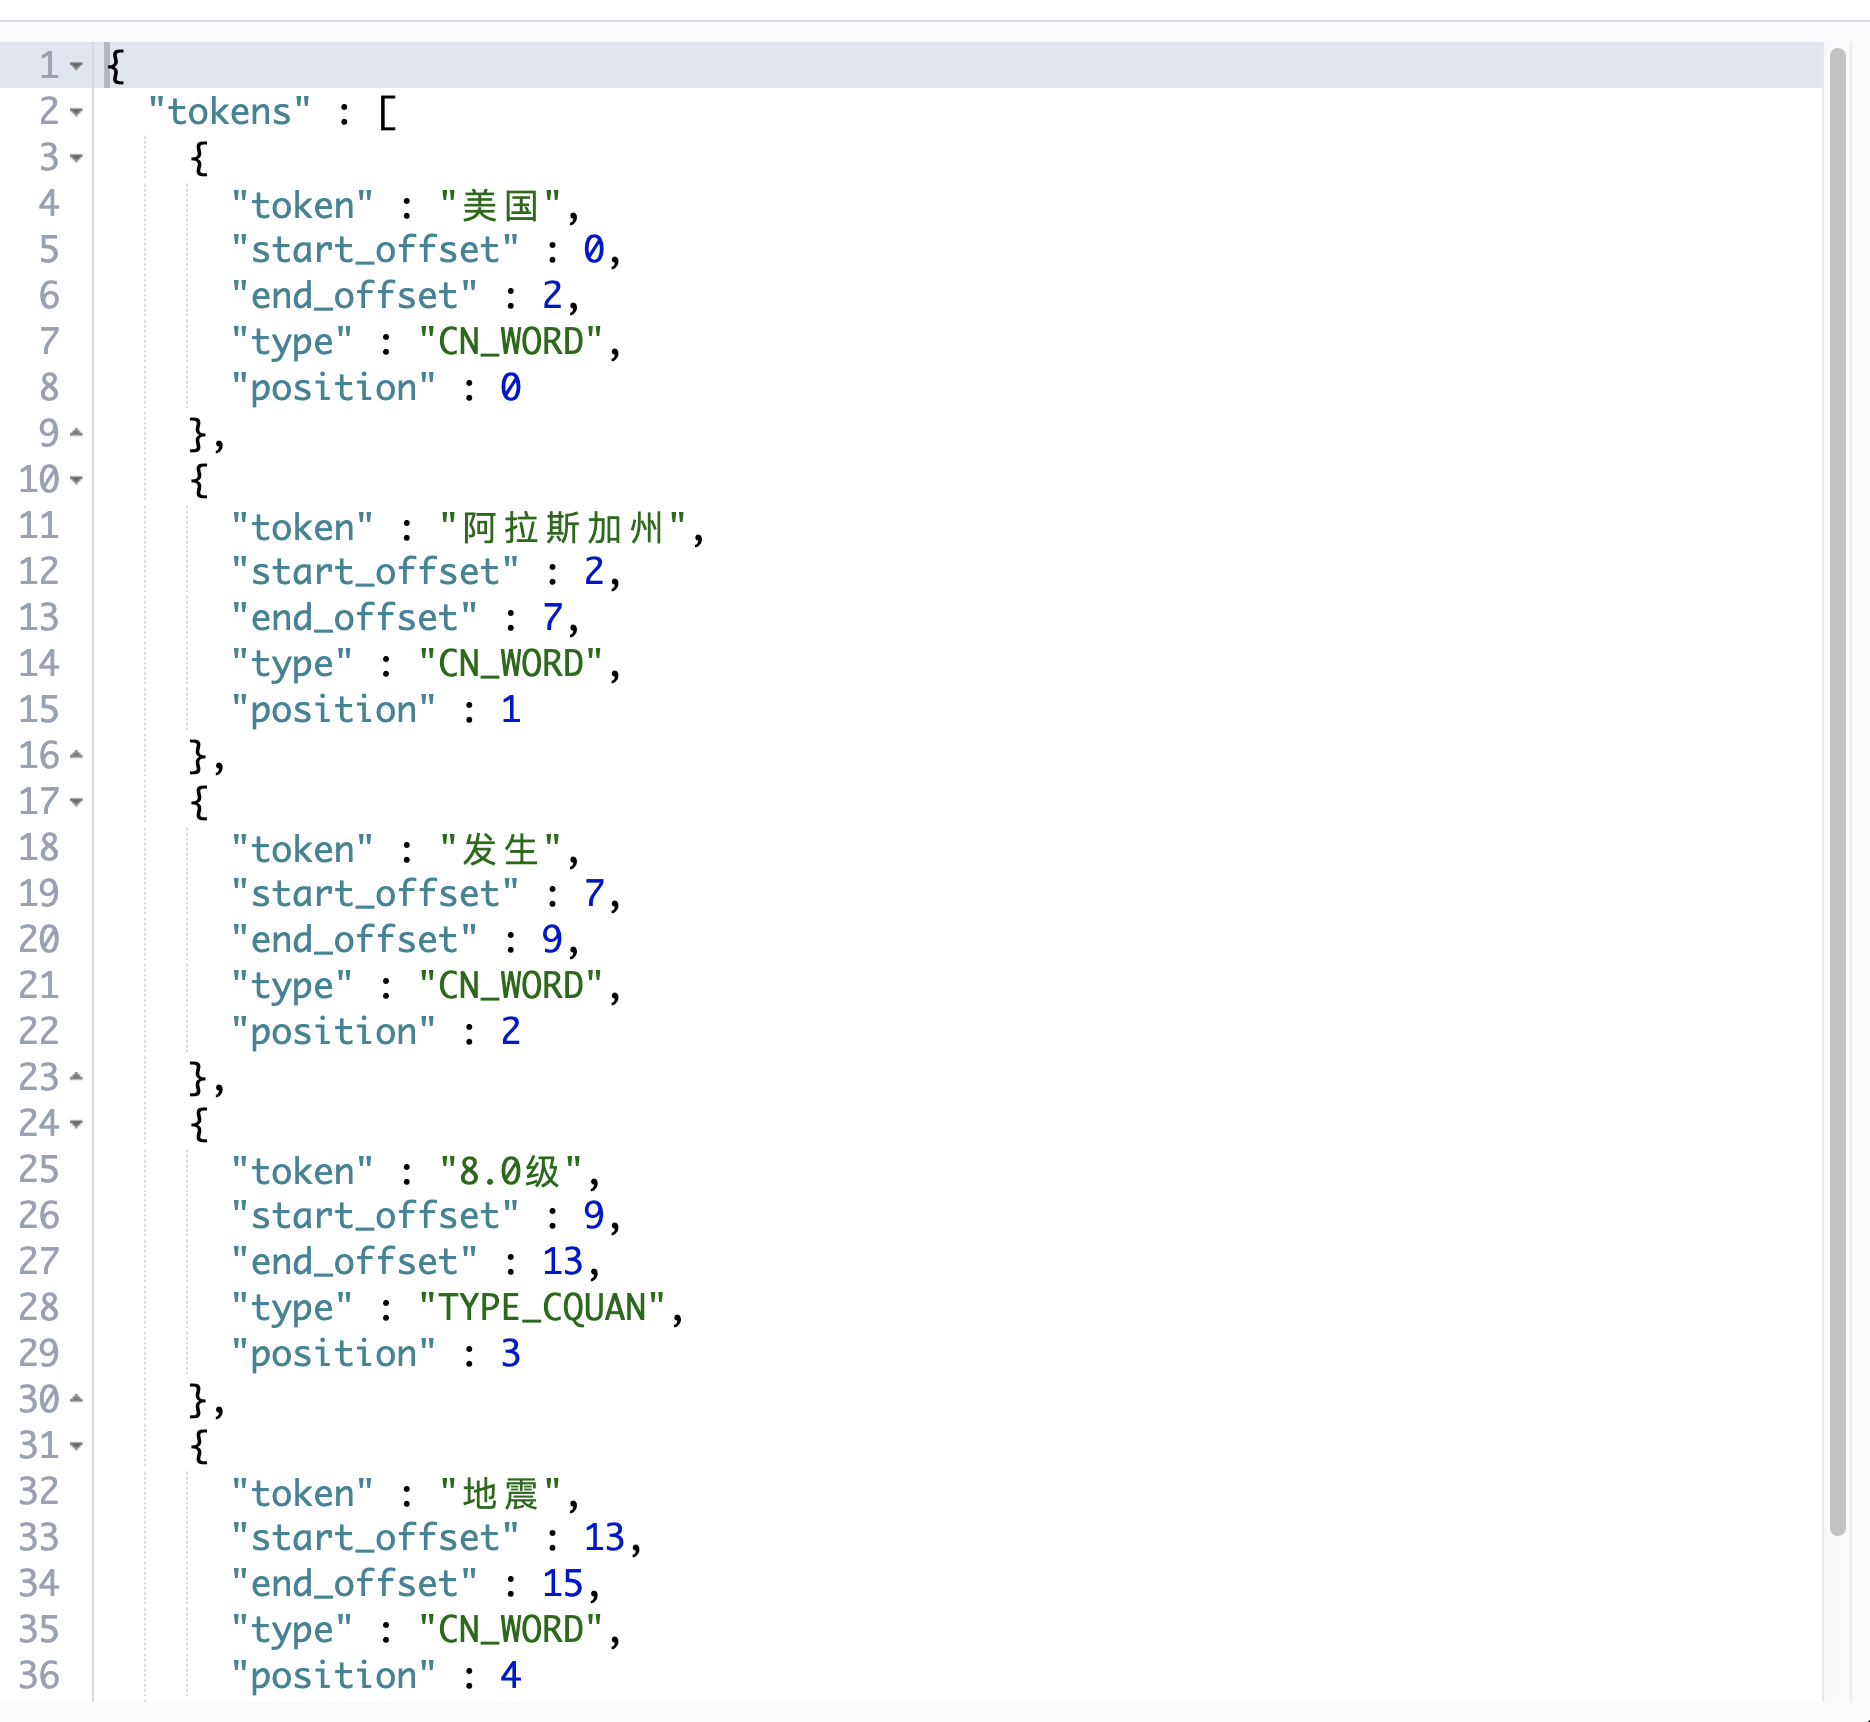 1 {
2 "tokens" : [
3 {
4 "token" : "美国",
5 "start_offset" : 0,
6 "end_offset" : 2,
7 "type" : "CN_WORD",
8 "position" : 0
9 },
10 {
11 "token" : "阿拉斯加州",
12 "start_offset" : 2,
13 "end_offset" : 7,
14 "type" : "CN_WORD",
15 "position" : 1
16 },
17 {
18 "token" : "发生",
19 "start_offset" : 7,
20 "end_offset" : 9,
21 "type" : "CN_WORD",
22 "position" : 2
23 },
24 {
25 "token" : "8.0级",
26 "start_offset" : 9,
27 "end_offset" : 13,
28 "type" : "TYPE_CQUAN",
29 "position" : 3
30 },
31 {
32 "token" : "地震",
33 "start_offset" : 13,
34 "end_offset" : 15,
35 "type" : "CN_WORD",
36 "position" : 4